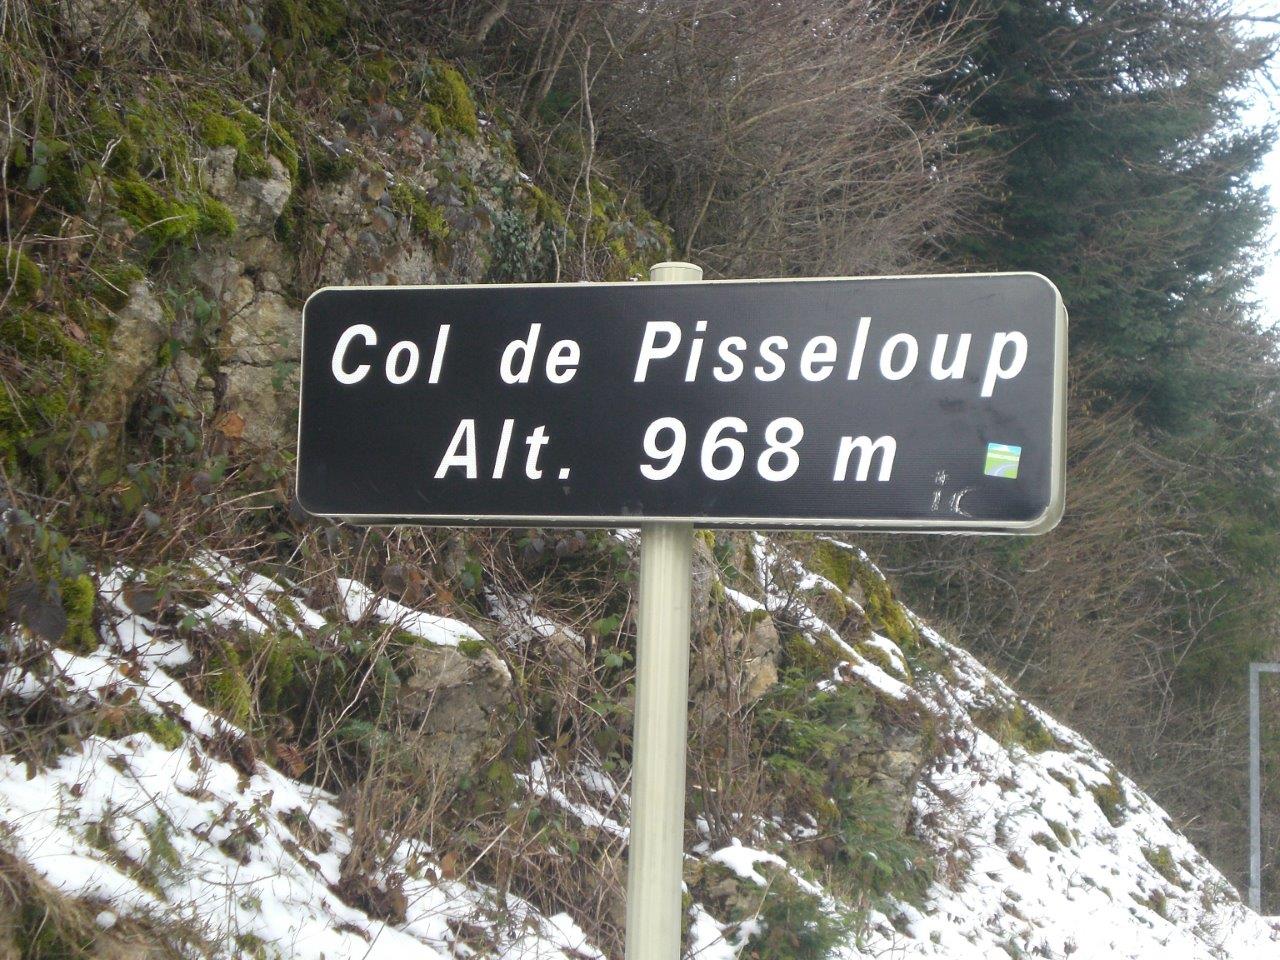 Col de Pisseloup
Alt. 968 m